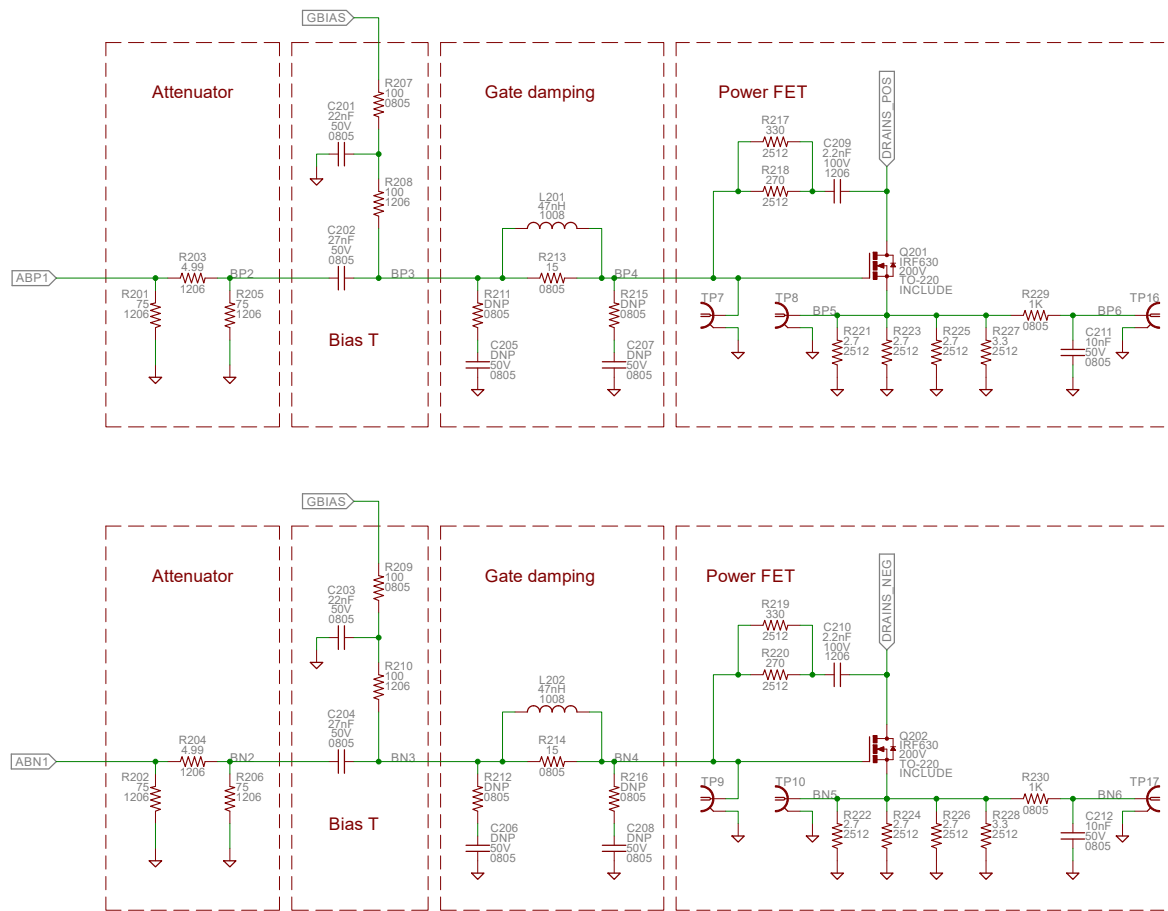 GBIAS
Attenuator
R207
100
0805
C201
22nF
50V
0805
R208
100
1206
C202
27nF
50V
0805
BP3
Bias T
Gate damping
Power FET
DRAINS_POS
R217
330
2512
R218
270
2512
C209
2.2nF
100V
1206
L201
47nH
1008
R213
15
0805
BP4
ABP1
R203
4.99
1206
BP2
R201
75
1206
R205
75
1206
R211
DNP
0805
C205
DNP
50V
0805
R215
DNP
0805
C207
DNP
50V
0805
Q201
IRF630
200V
TO-220
INCLUDE
TP7
TP8
BP5
R221
2.7
2512
R223
2.7
2512
R225
2.7
2512
R227
3.3
2512
R229
1K
0805
BP6
TP16
C211
10nF
50V
0805
GBIAS
Attenuator
R209
100
0805
C203
22nF
50V
0805
R210
100
1206
C204
27nF
50V
0805
BN3
Bias T
Gate damping
Power FET
DRAINS_NEG
R219
330
2512
R220
270
2512
C210
2.2nF
100V
1206
L202
47nH
1008
R214
15
0805
BN4
ABN1
R204
4.99
1206
BN2
R202
75
1206
R206
75
1206
R212
DNP
0805
C206
DNP
50V
0805
R216
DNP
0805
C208
DNP
50V
0805
Q202
IRF630
200V
TO-220
INCLUDE
TP9
TP10
BN5
R222
2.7
2512
R224
2.7
2512
R226
2.7
2512
R228
3.3
2512
R230
1K
0805
BN6
TP17
C212
10nF
50V
0805